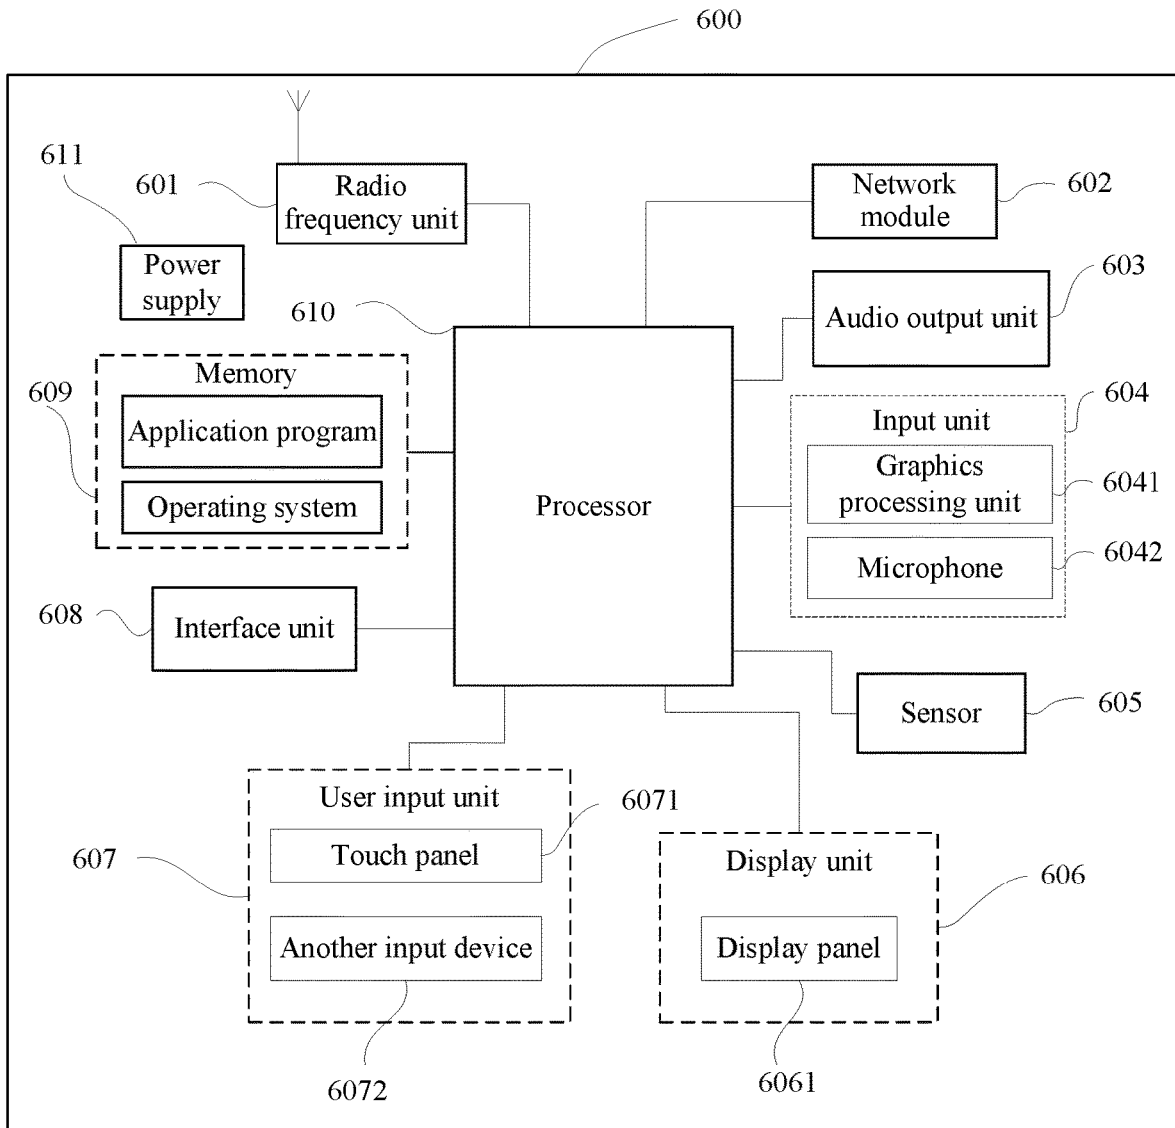 600
611
601
Radio
frequency unit
Network
module
602
Power
supply
610
603
Audio output unit
609
Memory
Application program
Operating system
Processor
604
Input unit
Graphics
processing unit
6041
Microphone
6042
608
Interface unit
Sensor
605
User input unit
6071
Touch panel
607
Another input device
6072
Display unit
606
Display panel
6061